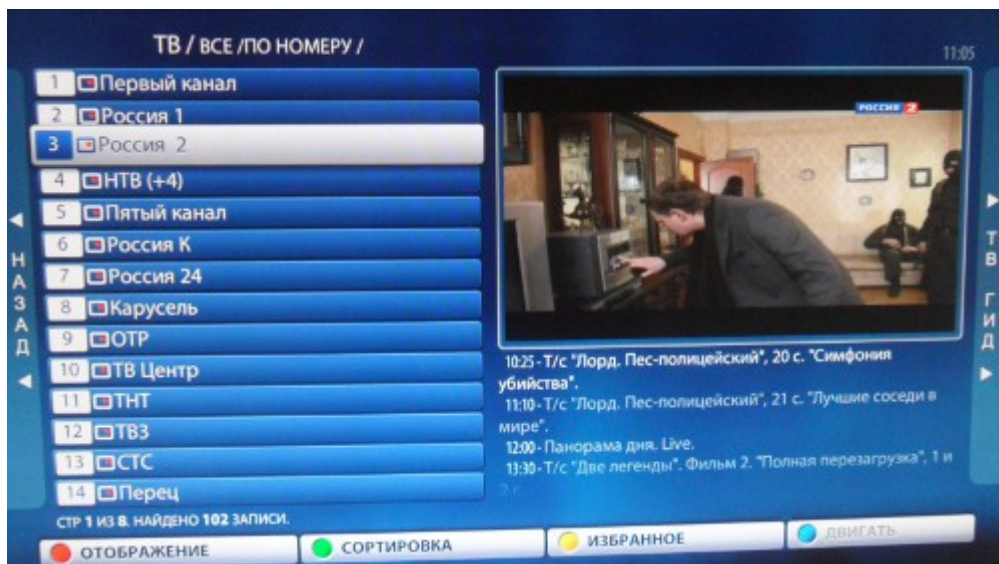 ТВ / ВСЕ /ПО НОМЕРУ /
11:05
1 Первый канал
2 Россия 1
3 Россия 2
4 НТВ (+4)
5 Пятый канал
6 Россия К
7 Россия 24
8 Карусель
9 ОТР
10 ТВ Центр
11 ТНТ
12 ТВ3
13 СТС
14 Перец
СТР 1 ИЗ 8. НАЙДЕНО 102 ЗАПИСИ.
НАЗАД
РОССИЯ 2
10:25 - Т/с "Лорд. Пес-полицейский", 20 с. "Симфония
убийства".
11:10 - Т/с "Лорд. Пес-полицейский", 21 с. "Лучшие соседи в
мире".
12:00 - Панорама дня. Live.
13:30 - Т/с "Две легенды". Фильм 2. "Полная перезагрузка", 1 и
2 с
ТВ ГИД
ОТОБРАЖЕНИЕ
СОРТИРОВКА
ИЗБРАННОЕ
ДВИГАТЬ